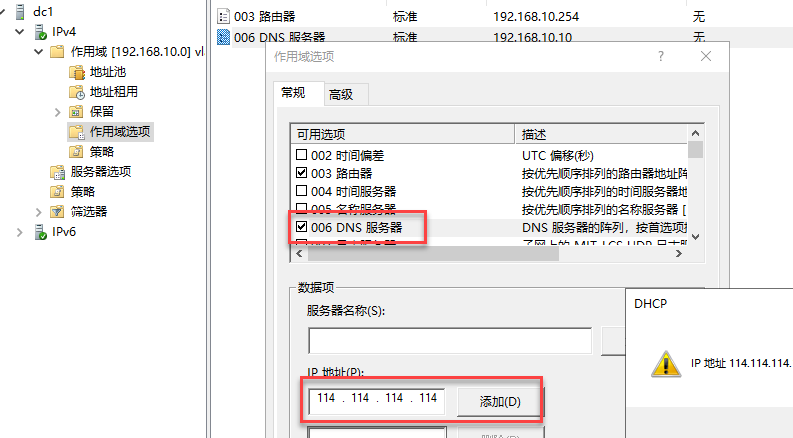 dc1
IPv4
作用域 [192.168.10.0] vl
地址池
地址租用
保留
作用域选项
策略
服务器选项
策略
筛选器
IPv6
003 路由器 标准 192.168.10.254 无
006 DNS 服务器 标准 192.168.10.10 无
作用域选项 ?
常规 高级
可用选项 描述
002 时间偏差 UTC 偏移(秒)
003 路由器 按优先顺序排列的路由器地址阵
004 时间服务器 按优先顺序排列的时间服务器地
005 名称服务器 按优先顺序排列的名称服务器 [
006 DNS 服务器 DNS 服务器的阵列，按首选项
子网上的 MIT-LCS UDP 日志服
数据项
服务器名称(S):
IP 地址(P):
114 . 114 . 114 . 114 添加(D)
删除(R)
DHCP
IP 地址 114.114.114.